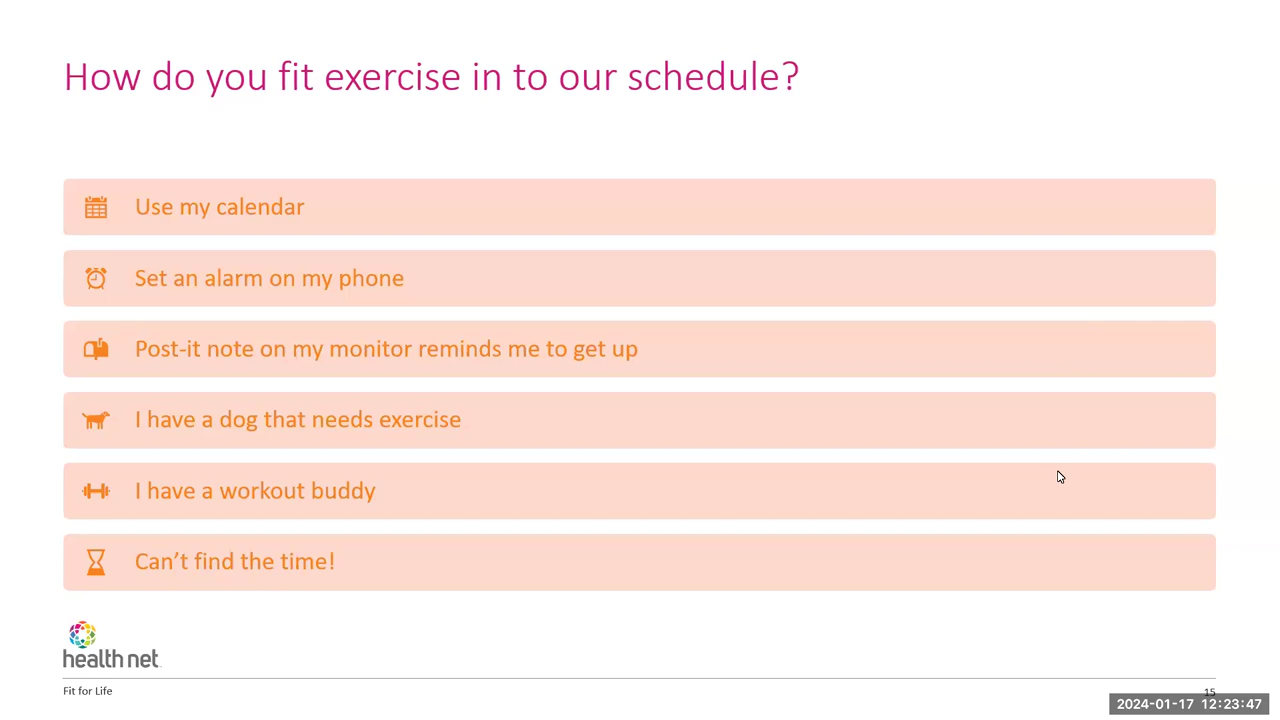 How do you fit exercise in to our schedule?
Use my calendar
Set an alarm on my phone
Post-it note on my monitor reminds me to get up
I have a dog that needs exercise
I have a workout buddy
Can’t find the time!
health net
Fit for Life
15
2024-01-17 12:23:47